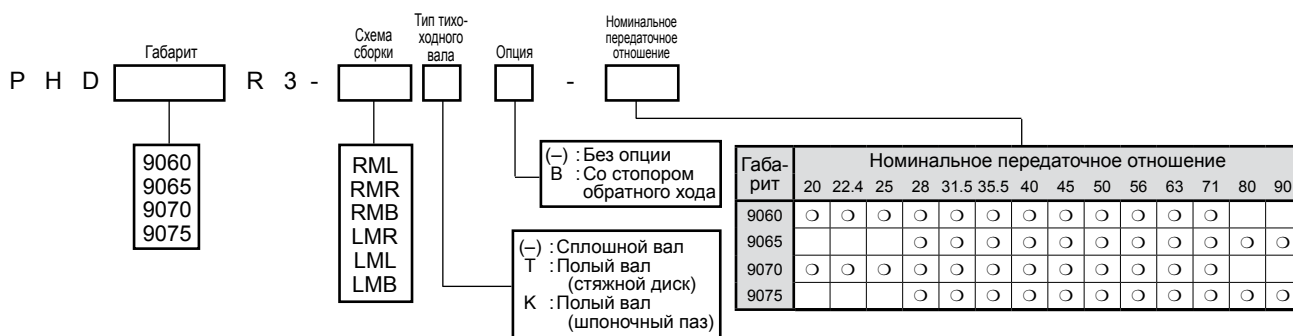 Габарит
Схема
сборки
Тип тихо-
ходного
вала
Опция
Номинальное
передаточное
отношение
P H D R 3 - -
9060
9065
9070
9075
RML
RMR
RMB
LMR
LML
LMB
(–) : Без опции
B : Со стопором
обратного хода
(–) : Сплошной вал
T : Полый вал
(стяжной диск)
K : Полый вал
(шпоночный паз)
Габа-
рит
Номинальное передаточное отношение
20 22.4 25 28 31.5 35.5 40 45 50 56 63 71 80 90
9060 ❍ ❍ ❍ ❍ ❍ ❍ ❍ ❍ ❍ ❍ ❍ ❍
9065 ❍ ❍ ❍ ❍ ❍ ❍ ❍ ❍ ❍ ❍ ❍
9070 ❍ ❍ ❍ ❍ ❍ ❍ ❍ ❍ ❍ ❍ ❍ ❍
9075 ❍ ❍ ❍ ❍ ❍ ❍ ❍ ❍ ❍ ❍ ❍